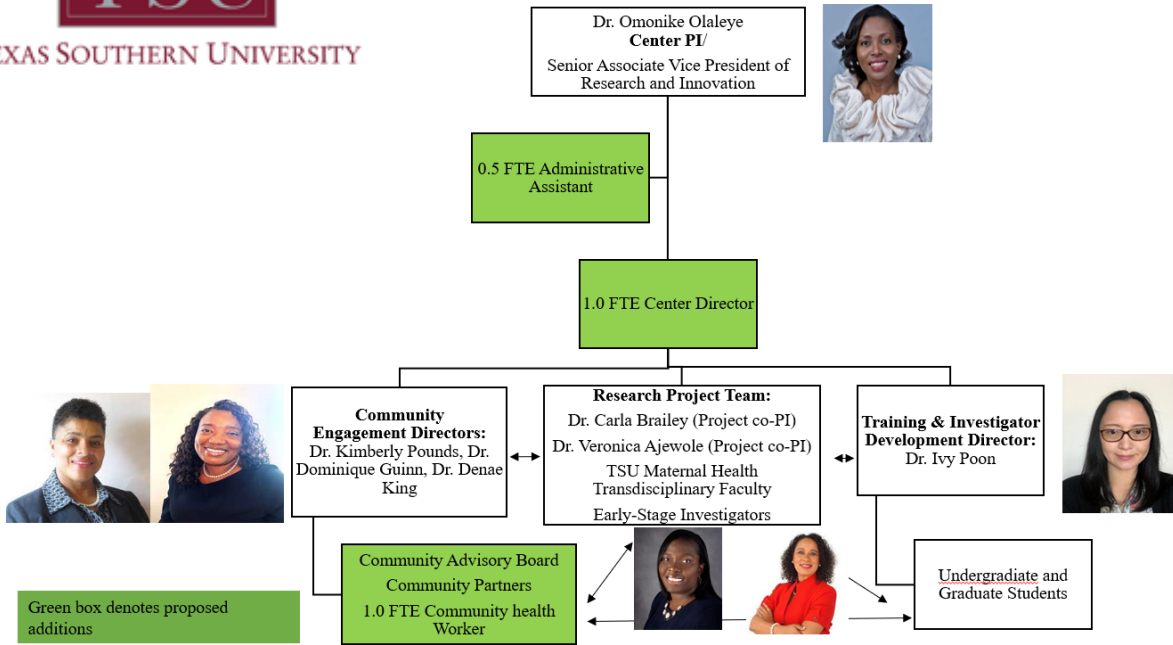 TSU
EXAS SOUTHERN UNIVERSITY
Dr. Omonike Olaleye
Center PI/
Senior Associate Vice President of
Research and Innovation
0.5 FTE Administrative
Assistant
1.0 FTE Center Director
Community
Engagement Directors:
Dr. Kimberly Pounds, Dr.
Dominique Guinn, Dr. Denae
King
Research Project Team:
Dr. Carla Brailey (Project co-PI)
Dr. Veronica Ajewole (Project co-PI)
TSU Maternal Health
Transdisciplinary Faculty
Early-Stage Investigators
Training & Investigator
Development Director:
Dr. Ivy Poon
Community Advisory Board
Community Partners
1.0 FTE Community health
Worker
Undergradiate and
Graduate Students
Green box denotes proposed
additions